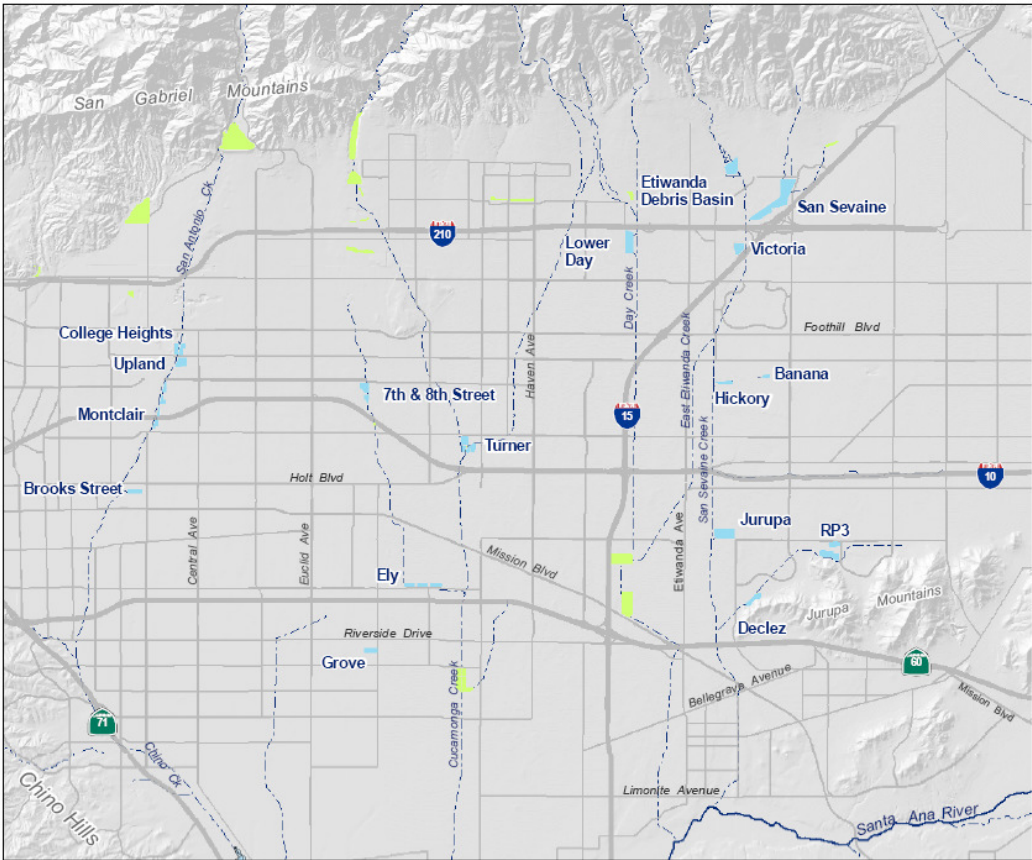 San Gabriel Mountains
San Antonio Ck
Etiwanda
Debris Basin
San Sevaine
210
Lower
Day
Victoria
Day Creek
College Heights
Upland
Foothill Blvd
East Etiwanda Creek
Haven Ave
Banana
7th & 8th Street
Hickory
Montclair
15
San Sevaine Creek
Turner
10
Holt Blvd
Brooks Street
Jurupa
RP3
Central Ave
Euclid Ave
Mission Blvd
Etiwanda Ave
Ely
Jurupa Mountains
Declez
Riverside Drive
Grove
60
Cucamonga Creek
Bellegrave Avenue
Mission Blvd
71
Chino Ck
Chino Hills
Limonite Avenue
Santa Ana River